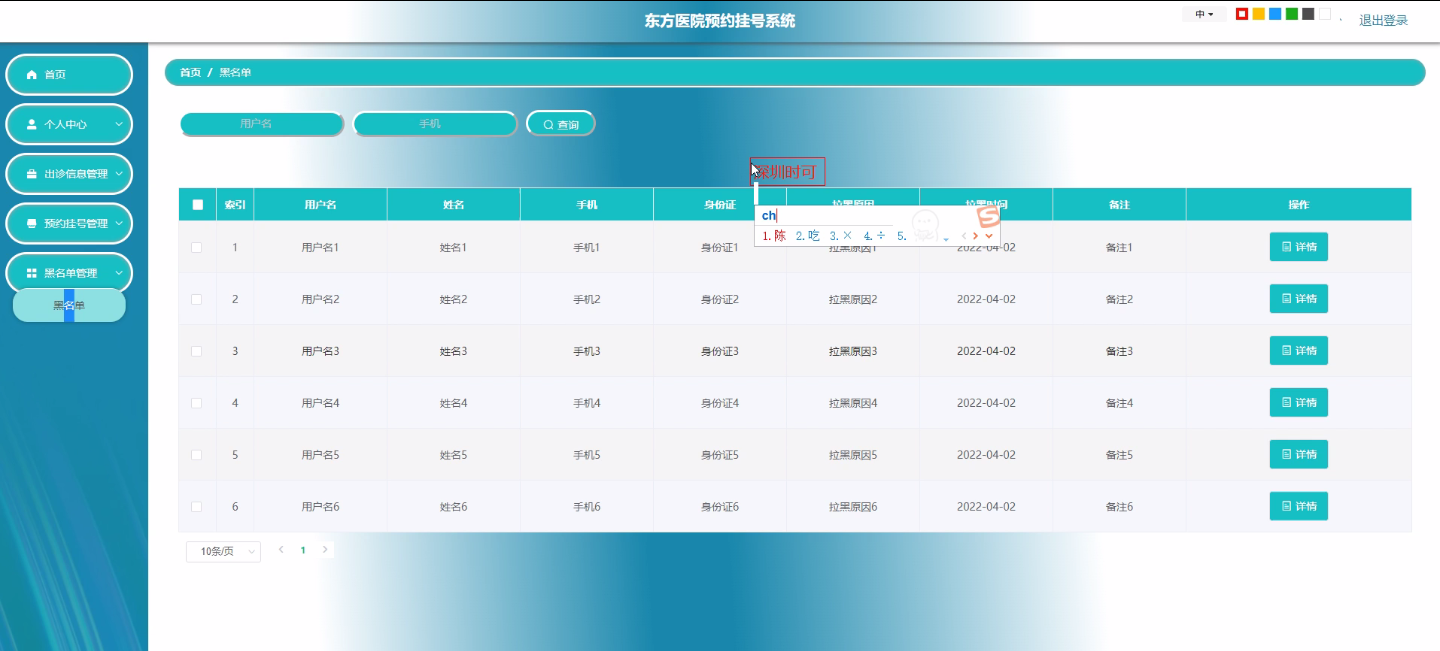 东方医院预约挂号系统
中
退出登录
首页
个人中心
出诊信息管理
预约挂号管理
黑名单管理
黑名单
首页 / 黑名单
用户名 手机 查询
深圳时可
ch
1.陈 2.吃 3.× 4.÷ 5.
索引 用户名 姓名 手机 身份证 拉黑原因 拉黑时间 备注 操作
1 用户名1 姓名1 手机1 身份证1 拉黑原因1 2022-04-02 备注1 详情
2 用户名2 姓名2 手机2 身份证2 拉黑原因2 2022-04-02 备注2 详情
3 用户名3 姓名3 手机3 身份证3 拉黑原因3 2022-04-02 备注3 详情
4 用户名4 姓名4 手机4 身份证4 拉黑原因4 2022-04-02 备注4 详情
5 用户名5 姓名5 手机5 身份证5 拉黑原因5 2022-04-02 备注5 详情
6 用户名6 姓名6 手机6 身份证6 拉黑原因6 2022-04-02 备注6 详情
10条/页 1